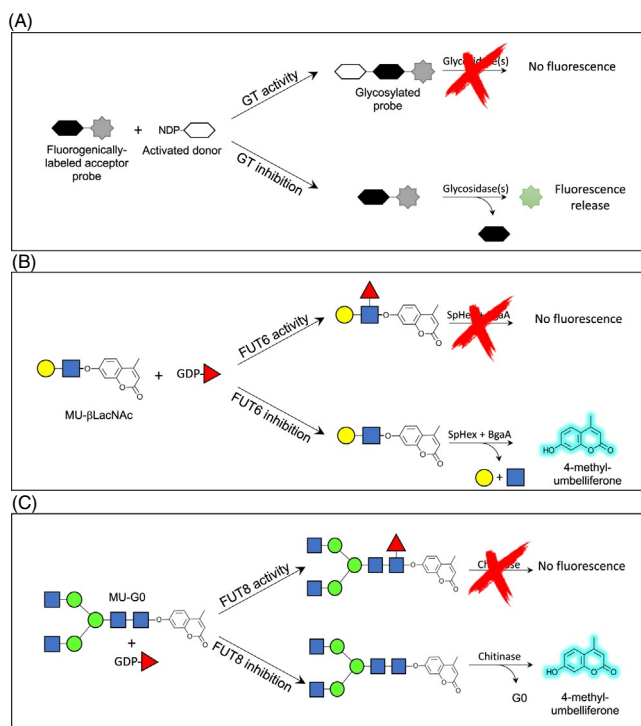 (A)
GT activity
Glycosylated
probe
No fluorescence
NDP
+
Fluorogenically-
labeled acceptor
probe
Activated donor
GT inhibition
Glycosidase(s)
Fluorescence
release
(B)
FUT6 activity
O
O
O
No fluorescence
O
O
O
+
GDP
MU-βLacNAc
FUT6 inhibition
O
O
O
SpHex + BgaA
+
HO
O
O
4-methyl-
umbelliferone
(C)
MU-G0
FUT8 activity
O
O
O
No fluorescence
O
O
O
+
GDP
FUT8 inhibition
O
O
O
Chitinase
G0
HO
O
O
4-methyl-
umbelliferone